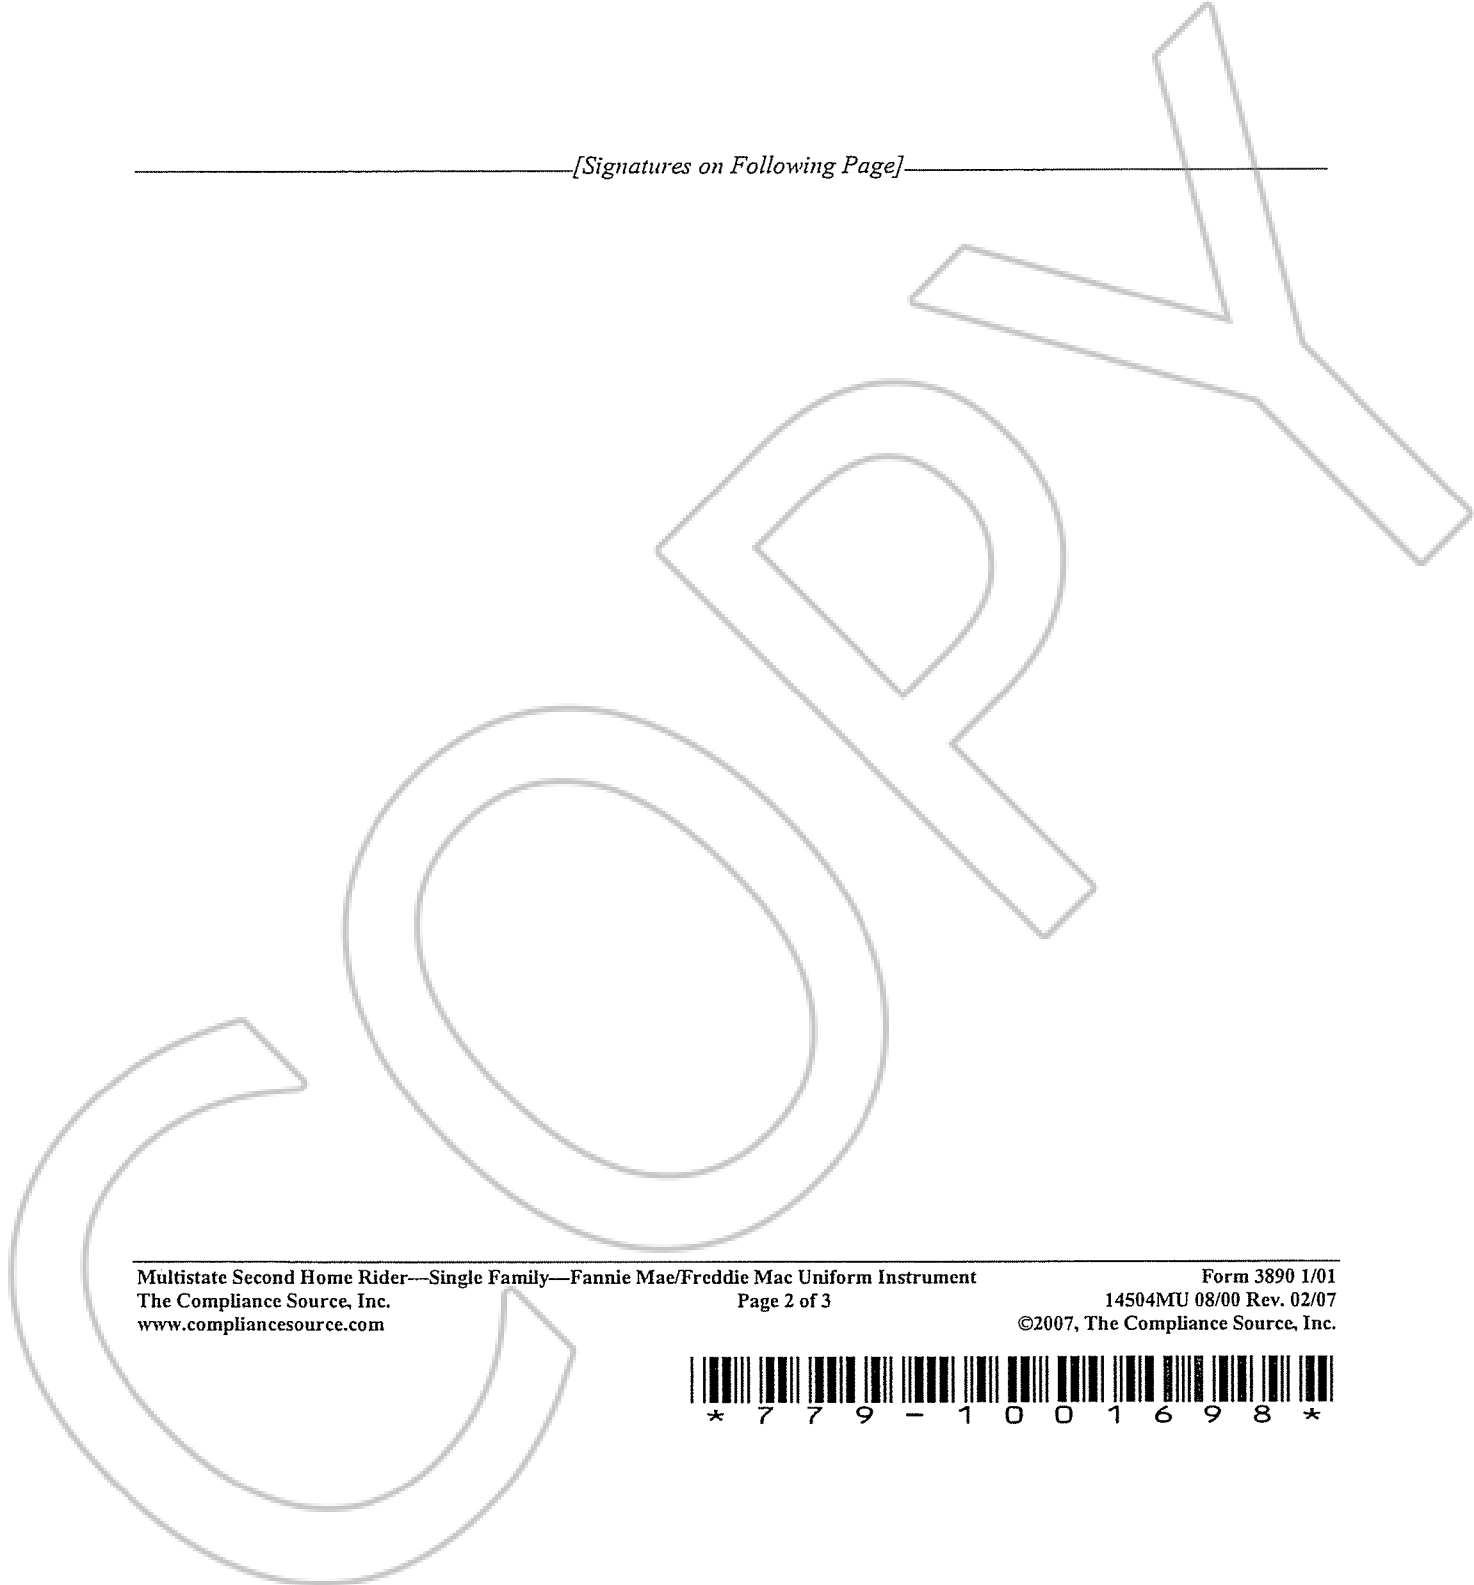 [Signatures on Following Page]
COPY
Multistate Second Home Rider—Single Family—Fannie Mae/Freddie Mac Uniform Instrument Form 3890 1/01
The Compliance Source, Inc. Page 2 of 3 14504MU 08/00 Rev. 02/07
www.compliancesource.com ©2007, The Compliance Source, Inc.
*779-1001698*